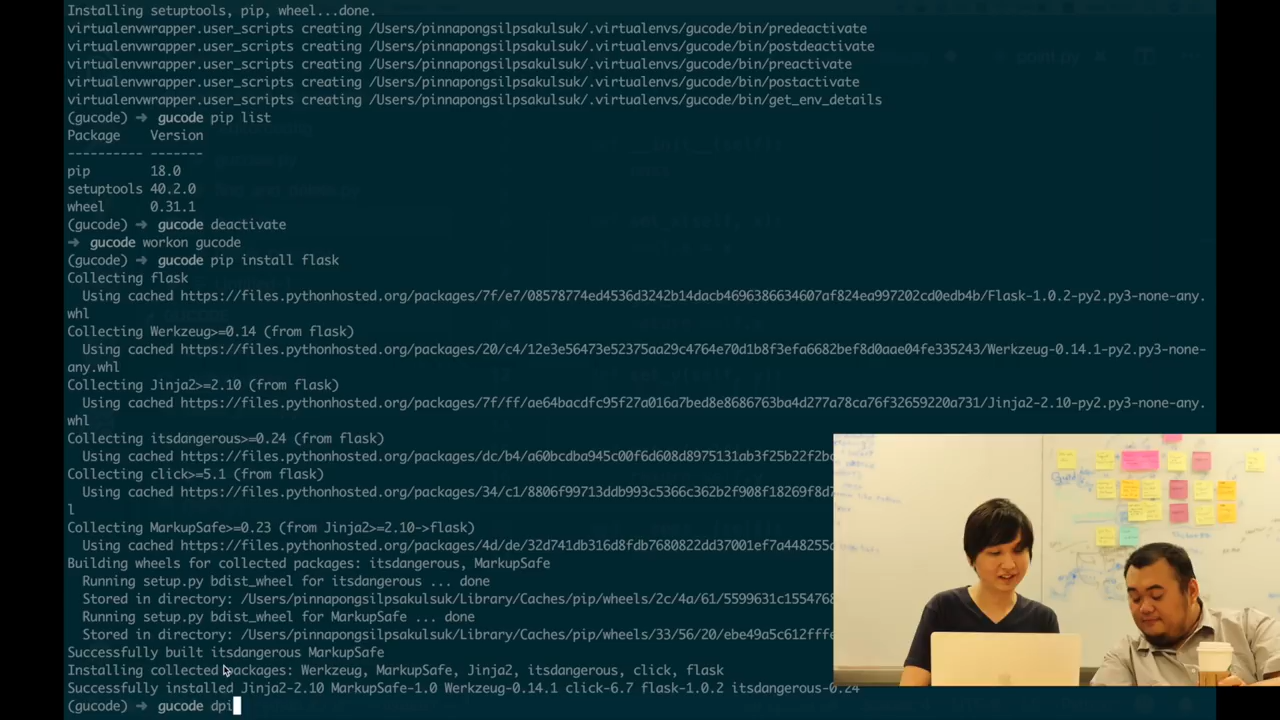 Installing setuptools, pip, wheel...done.
virtualenvwrapper.user_scripts creating /Users/pinnapongsilpsakulsuk/.virtualenvs/gucode/bin/predeactivate
virtualenvwrapper.user_scripts creating /Users/pinnapongsilpsakulsuk/.virtualenvs/gucode/bin/postdeactivate
virtualenvwrapper.user_scripts creating /Users/pinnapongsilpsakulsuk/.virtualenvs/gucode/bin/preactivate
virtualenvwrapper.user_scripts creating /Users/pinnapongsilpsakulsuk/.virtualenvs/gucode/bin/postactivate
virtualenvwrapper.user_scripts creating /Users/pinnapongsilpsakulsuk/.virtualenvs/gucode/bin/get_env_details
(gucode) → gucode pip list
Package Version
---------- -------
pip 18.0
setuptools 40.2.0
wheel 0.31.1
(gucode) → gucode deactivate
→ gucode workon gucode
(gucode) → gucode pip install flask
Collecting flask
Using cached https://files.pythonhosted.org/packages/7f/e7/08578774ed4536d3242b14dacb4696386634607af824ea997202cd0edb4b/Flask-1.0.2-py2.py3-none-any.
whl
Collecting Werkzeug>=0.14 (from flask)
Using cached https://files.pythonhosted.org/packages/20/c4/12e3e56473e52375aa29c4764e70d1b8f3efa6682bef8d0aae04fe335243/Werkzeug-0.14.1-py2.py3-none-
any.whl
Collecting Jinja2>=2.10 (from flask)
Using cached https://files.pythonhosted.org/packages/7f/ff/ae64bacdfc95f27a016a7bed8e8686763ba4d277a78ca76f32659220a731/Jinja2-2.10-py2.py3-none-any.
whl
Collecting itsdangerous>=0.24 (from flask)
Using cached https://files.pythonhosted.org/packages/dc/b4/a60bcdba945c00f6d608d8975131ab3f25b22f2bc
Collecting click>=5.1 (from flask)
Using cached https://files.pythonhosted.org/packages/34/c1/8806f99713ddb993c5366c362b2f908f18269f8d7
l
Collecting MarkupSafe>=0.23 (from Jinja2>=2.10->flask)
Using cached https://files.pythonhosted.org/packages/4d/de/32d741db316d8fdb7680822dd37001ef7a448255
Building wheels for collected packages: itsdangerous, MarkupSafe
Running setup.py bdist_wheel for itsdangerous ... done
Stored in directory: /Users/pinnapongsilpsakulsuk/Library/Caches/pip/wheels/2c/4a/61/5599631c1554768
Running setup.py bdist_wheel for MarkupSafe ... done
Stored in directory: /Users/pinnapongsilpsakulsuk/Library/Caches/pip/wheels/33/56/20/ebe49a5c612fffe
Successfully built itsdangerous MarkupSafe
Installing collected packages: Werkzeug, MarkupSafe, Jinja2, itsdangerous, click, flask
Successfully installed Jinja2-2.10 MarkupSafe-1.0 Werkzeug-0.14.1 click-6.7 flask-1.0.2 itsdangerous-0.24
(gucode) → gucode dpi